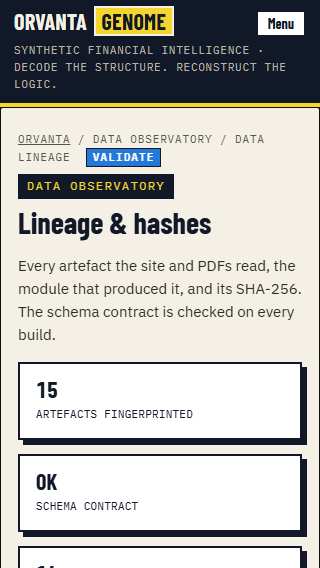 ORVANTA GENOME
Menu
SYNTHETIC FINANCIAL INTELLIGENCE ·
DECODE THE STRUCTURE. RECONSTRUCT THE
LOGIC.
ORVANTA / DATA OBSERVATORY / DATA
LINEAGE VALIDATE
DATA OBSERVATORY
Lineage & hashes
Every artefact the site and PDFs read, the
module that produced it, and its SHA-256.
The schema contract is checked on every
build.
15
ARTEFACTS FINGERPRINTED
OK
SCHEMA CONTRACT